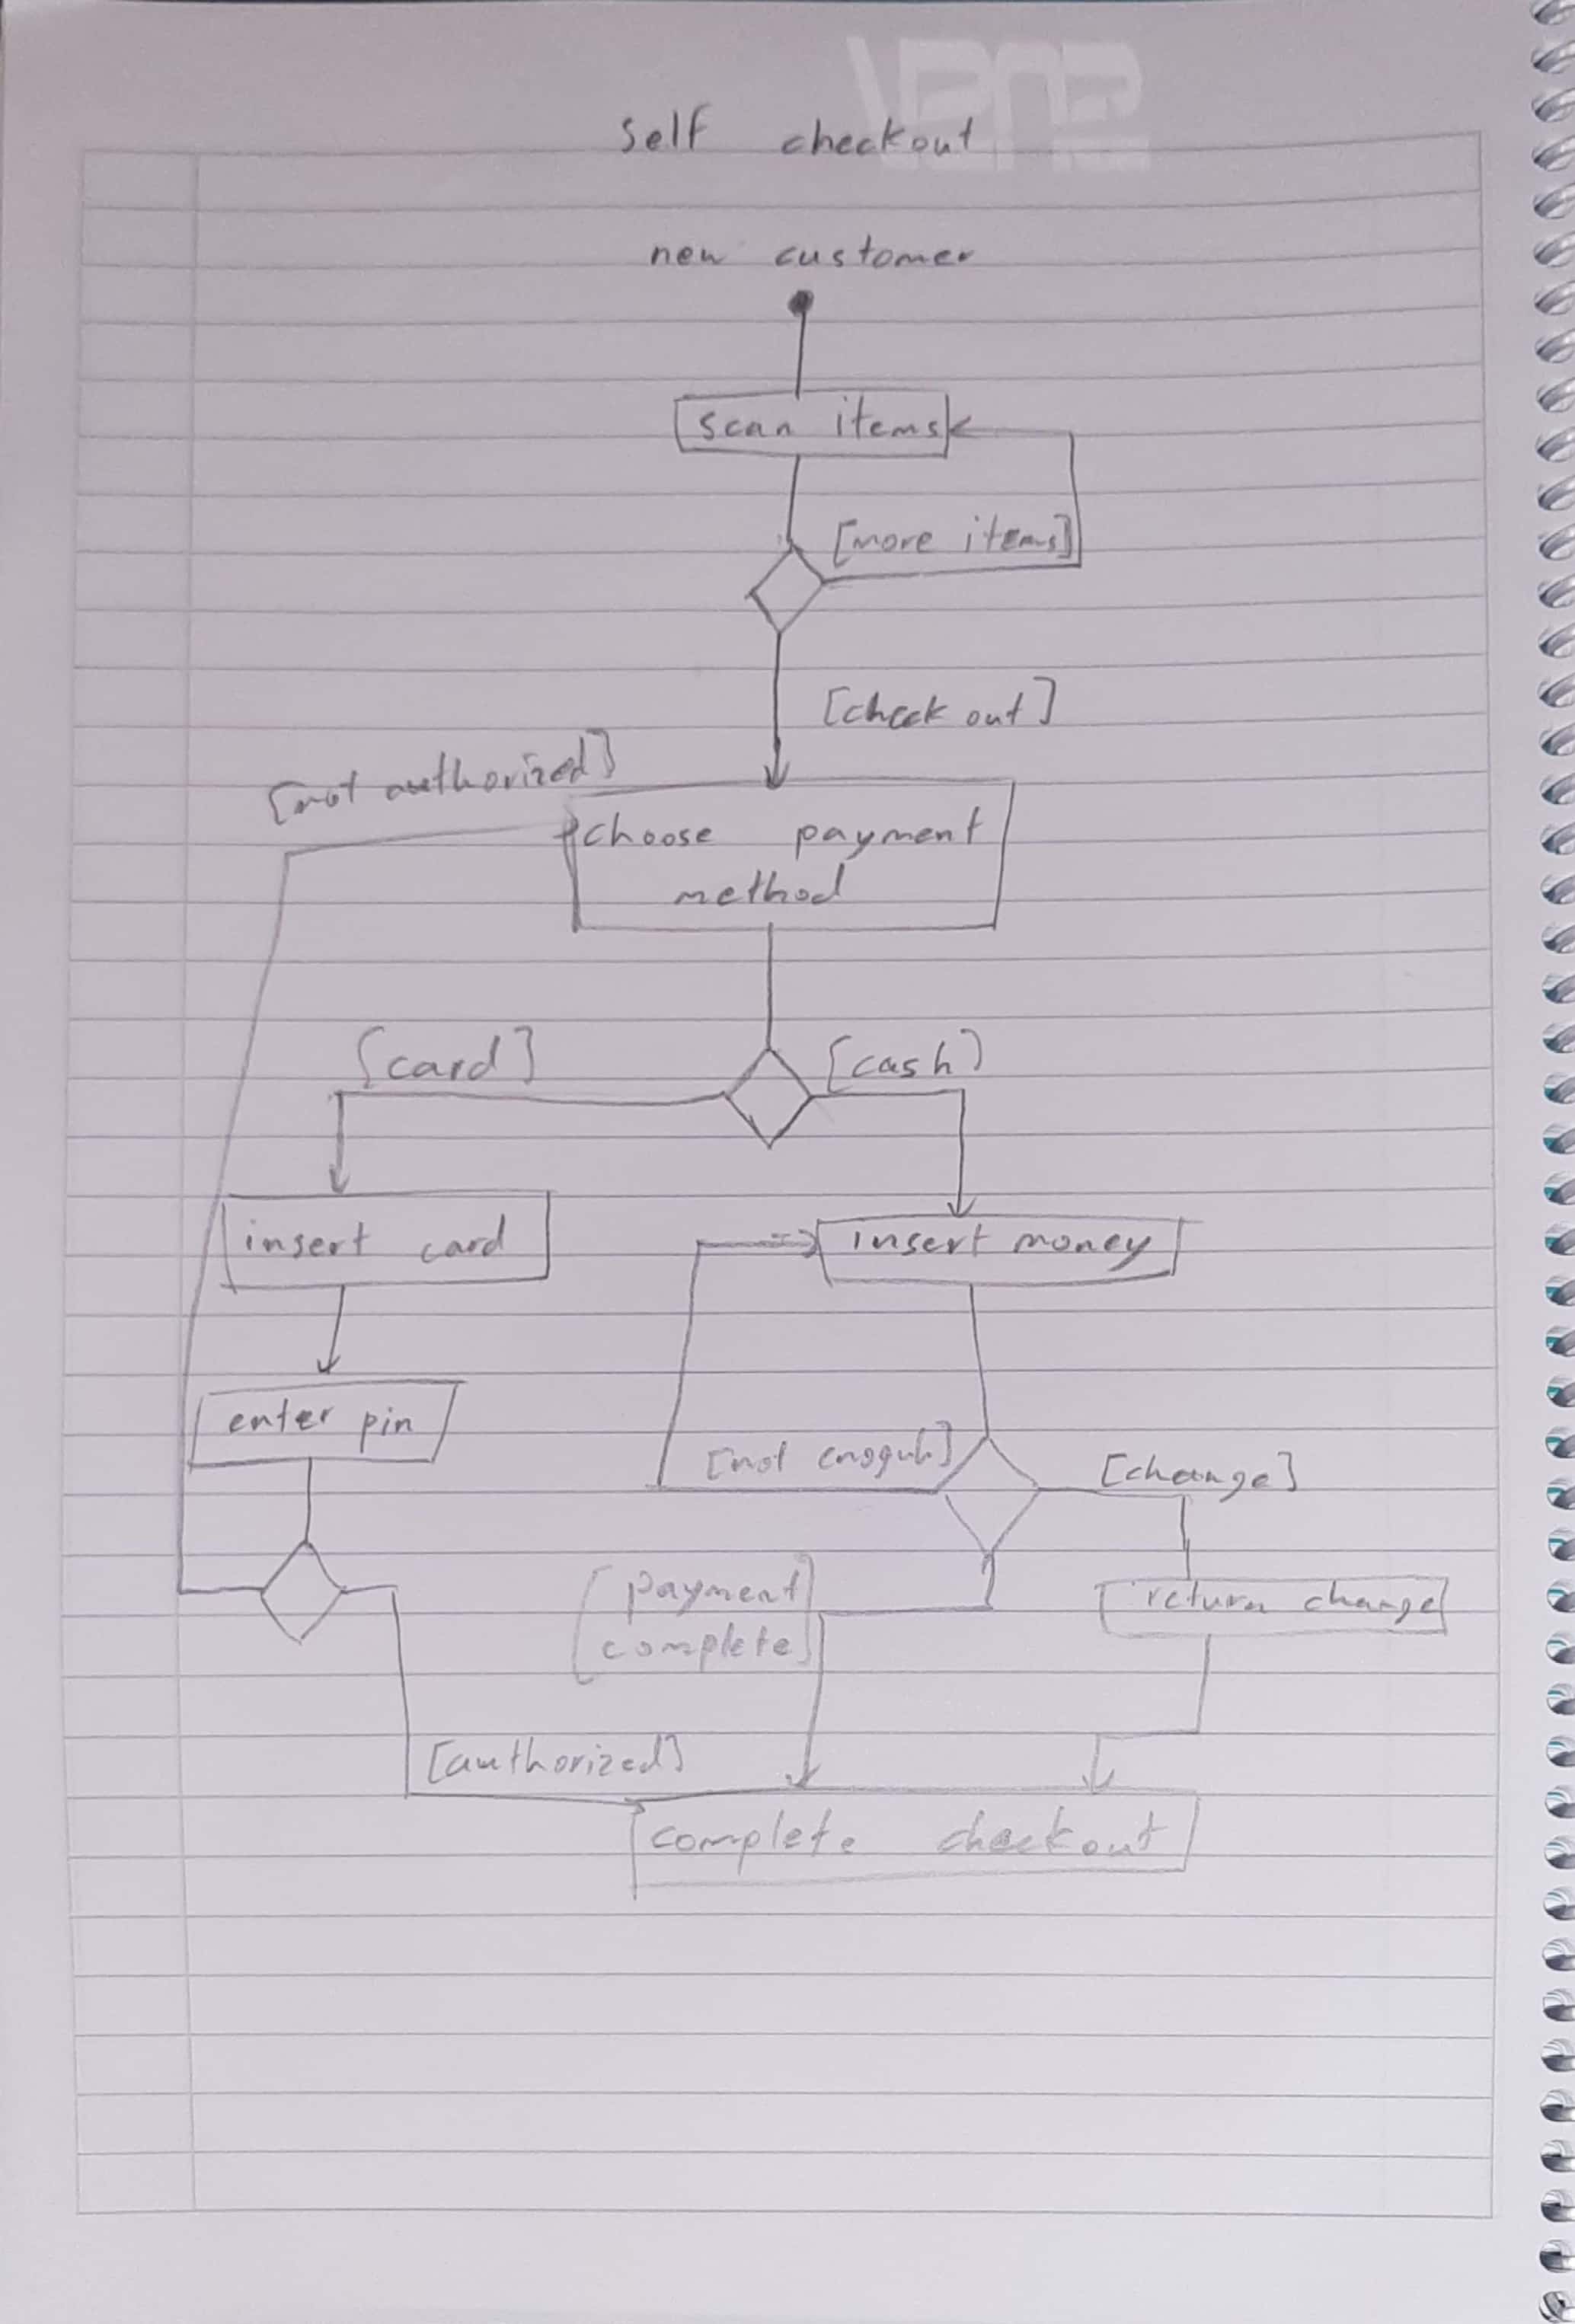 self checkout
new customer
scan items
[more items]
[check out]
[not authorized]
choose payment
method
[card]
[cash]
insert card
insert money
enter pin
[not enoguh]
[change]
[payment
complete]
return change
[authorized]
complete checkout